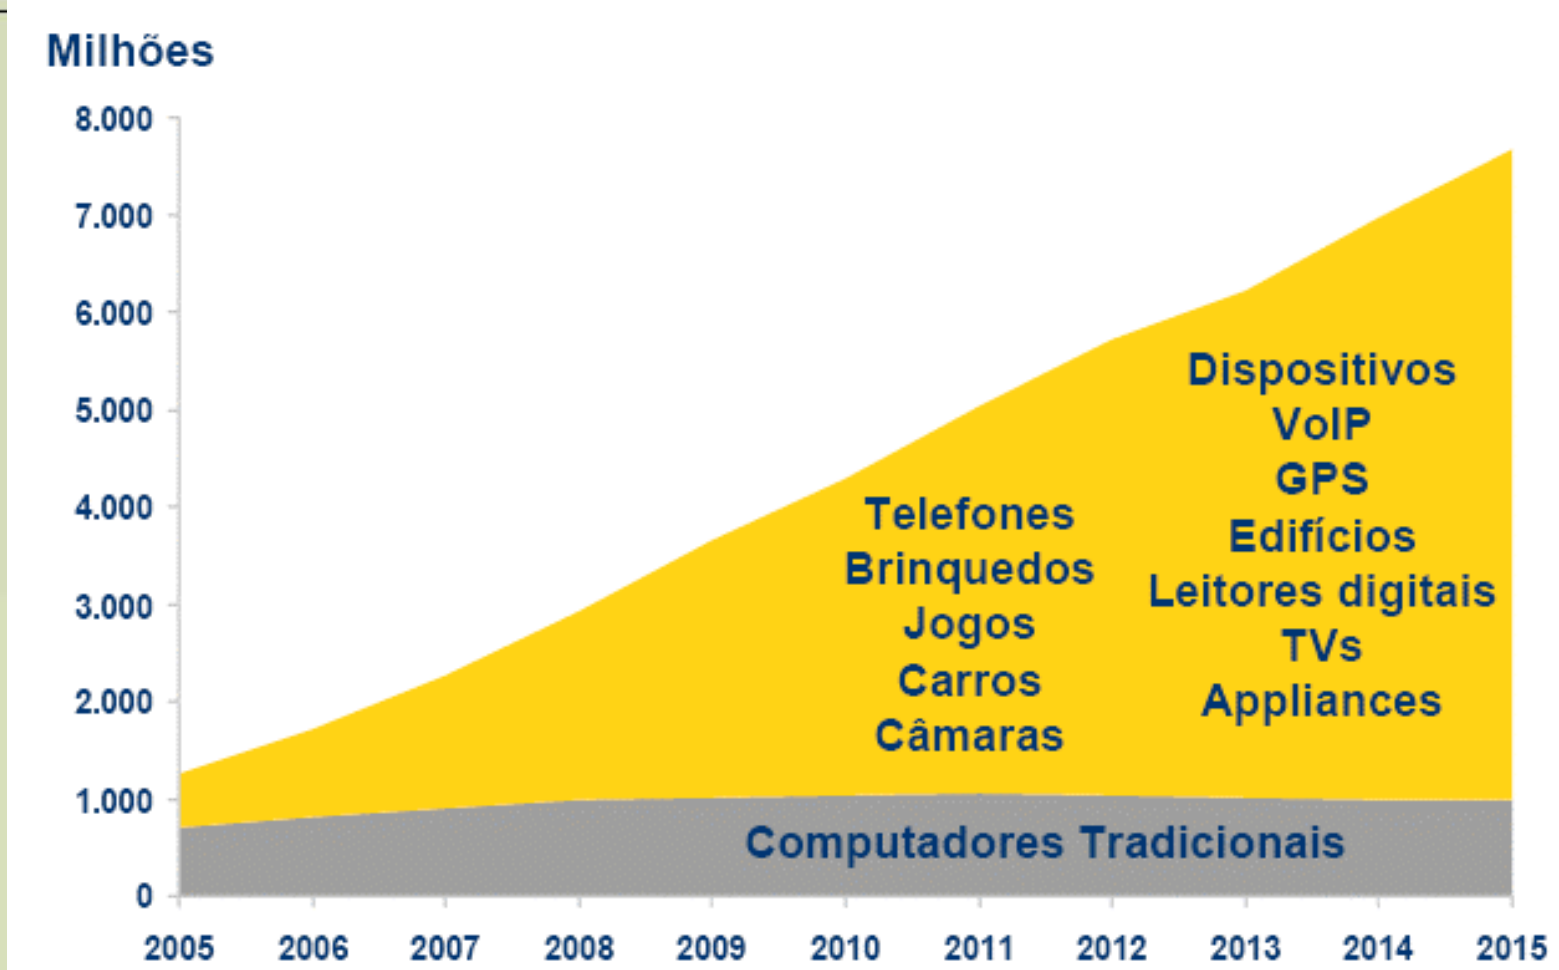 Milhões
8.000
7.000
6.000
5.000
4.000
3.000
2.000
1.000
0
Dispositivos
VoIP
GPS
Edifícios
Leitores digitais
TVs
Appliances
Telefones
Brinquedos
Jogos
Carros
Câmaras
Computadores Tradicionais
2005 2006 2007 2008 2009 2010 2011 2012 2013 2014 2015